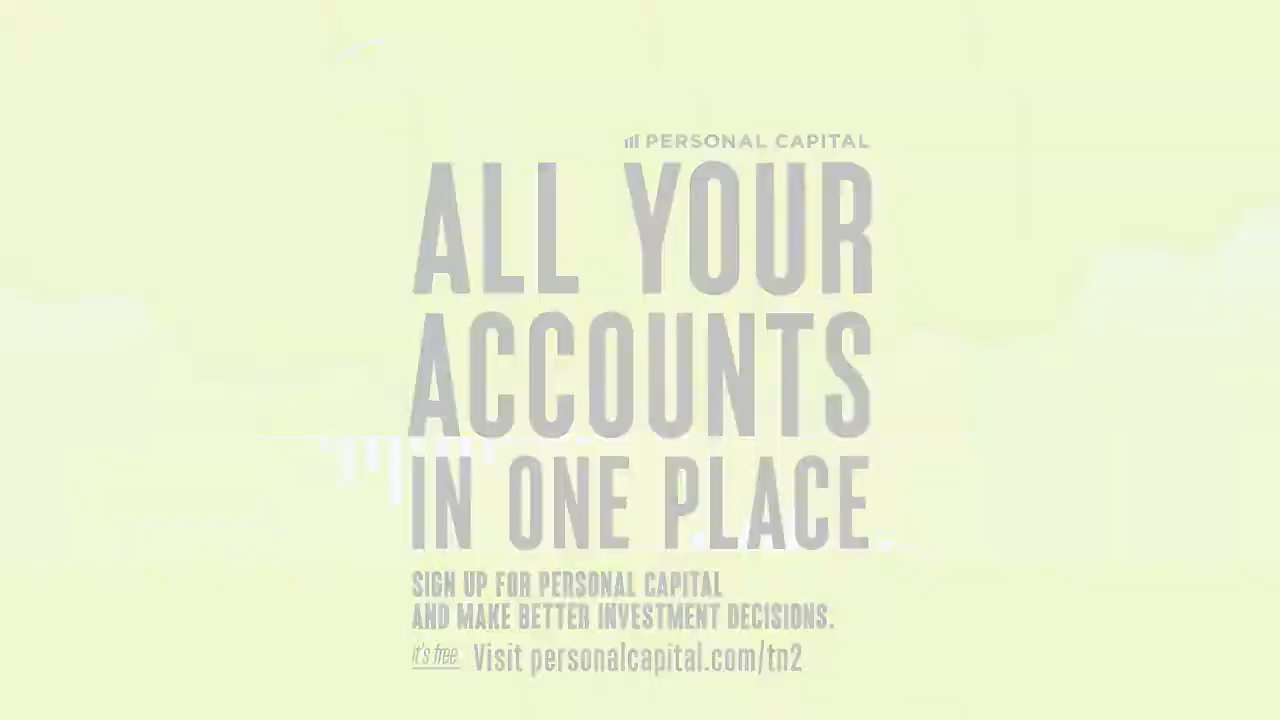 PERSONAL CAPITAL
ALL YOUR
ACCOUNTS
IN ONE PLACE
SIGN UP FOR PERSONAL CAPITAL
AND MAKE BETTER INVESTMENT DECISIONS.
it's free. Visit personalcapital.com/tn2